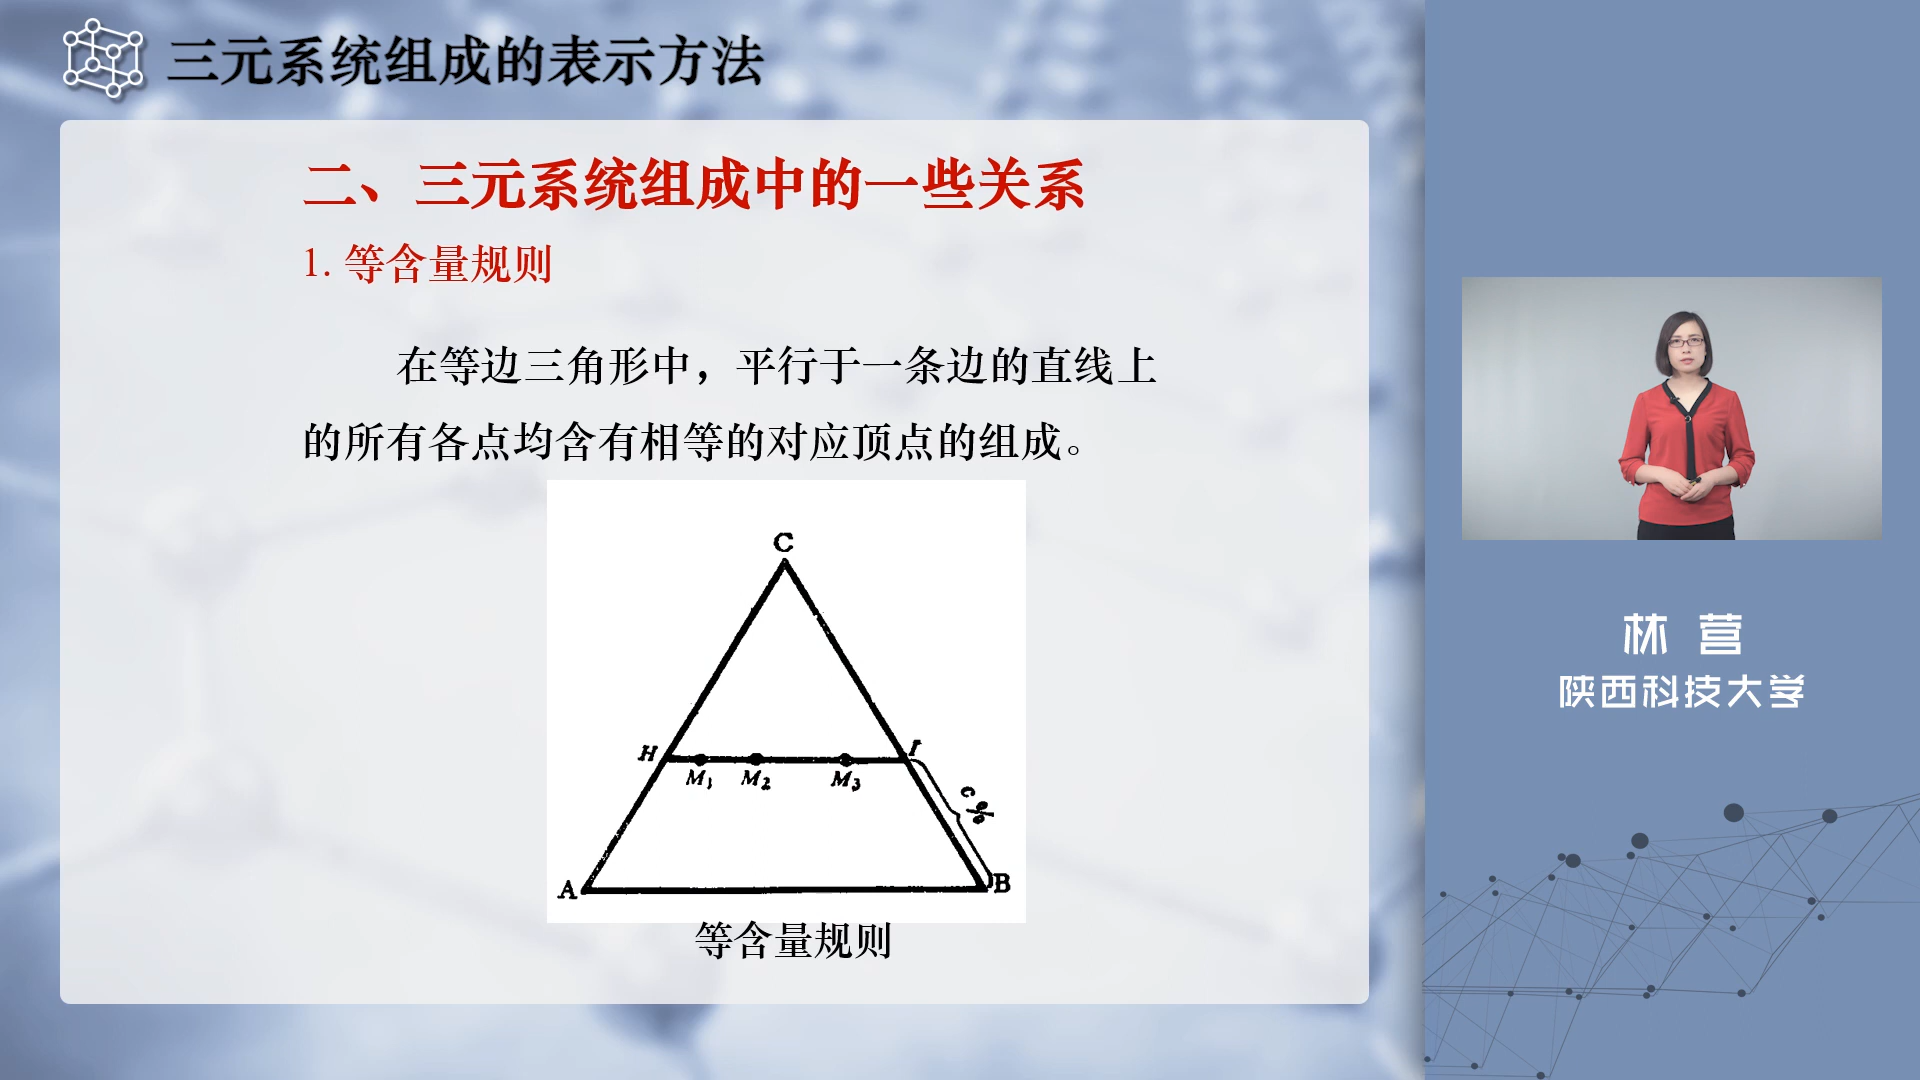 三元系统组成的表示方法
二、三元系统组成中的一些关系
1. 等含量规则
在等边三角形中，平行于一条边的直线上
的所有各点均含有相等的对应顶点的组成。
C
H
I
M1
M2
M3
c%
A
B
等含量规则
林 营
陕西科技大学